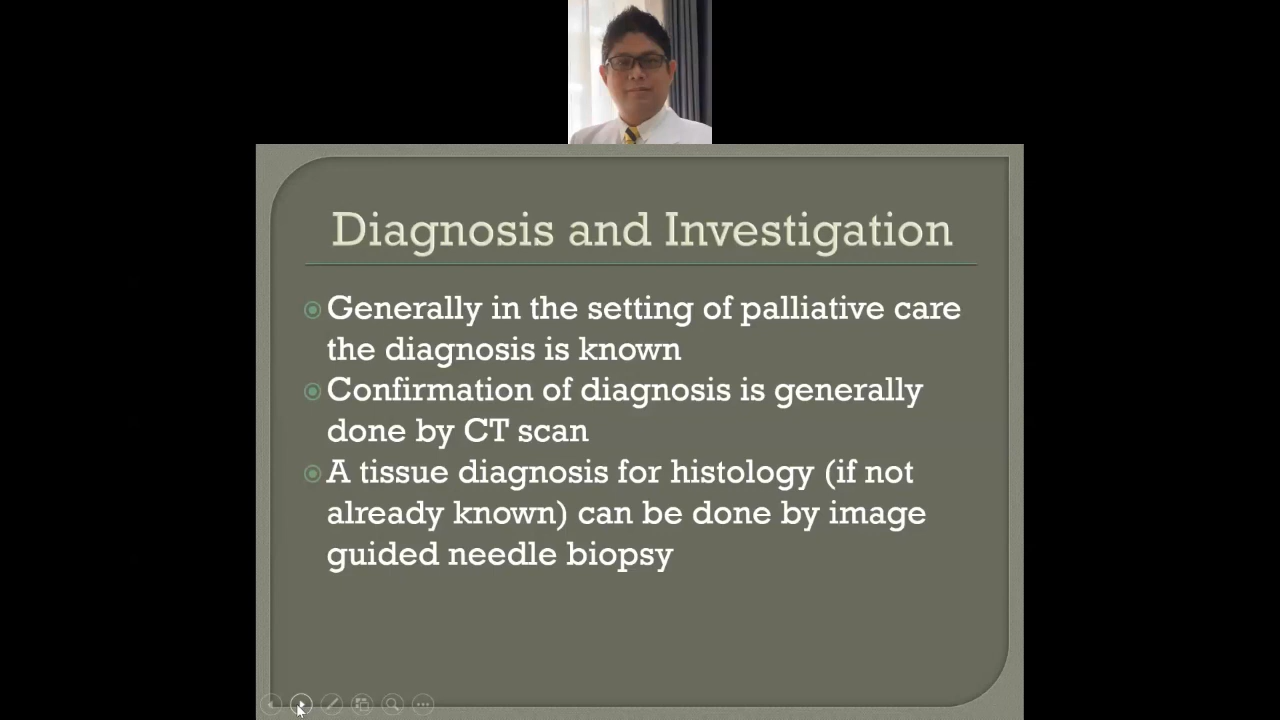 Diagnosis and Investigation
Generally in the setting of palliative care
the diagnosis is known
Confirmation of diagnosis is generally
done by CT scan
A tissue diagnosis for histology (if not
already known) can be done by image
guided needle biopsy